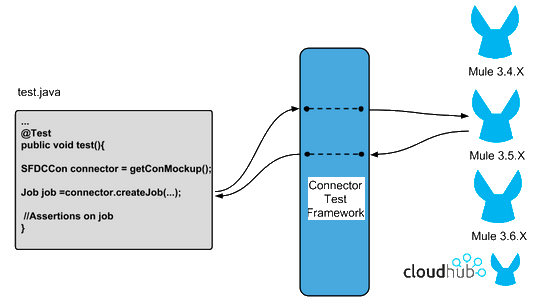 test.java
...
@Test
public void test(){
SFDCCon connector = getConMockup();
Job job =connector.createJob(...);
//Assertions on job
}
Connector
Test
Framework
Mule 3.4.X
Mule 3.5.X
Mule 3.6.X
cloudhub